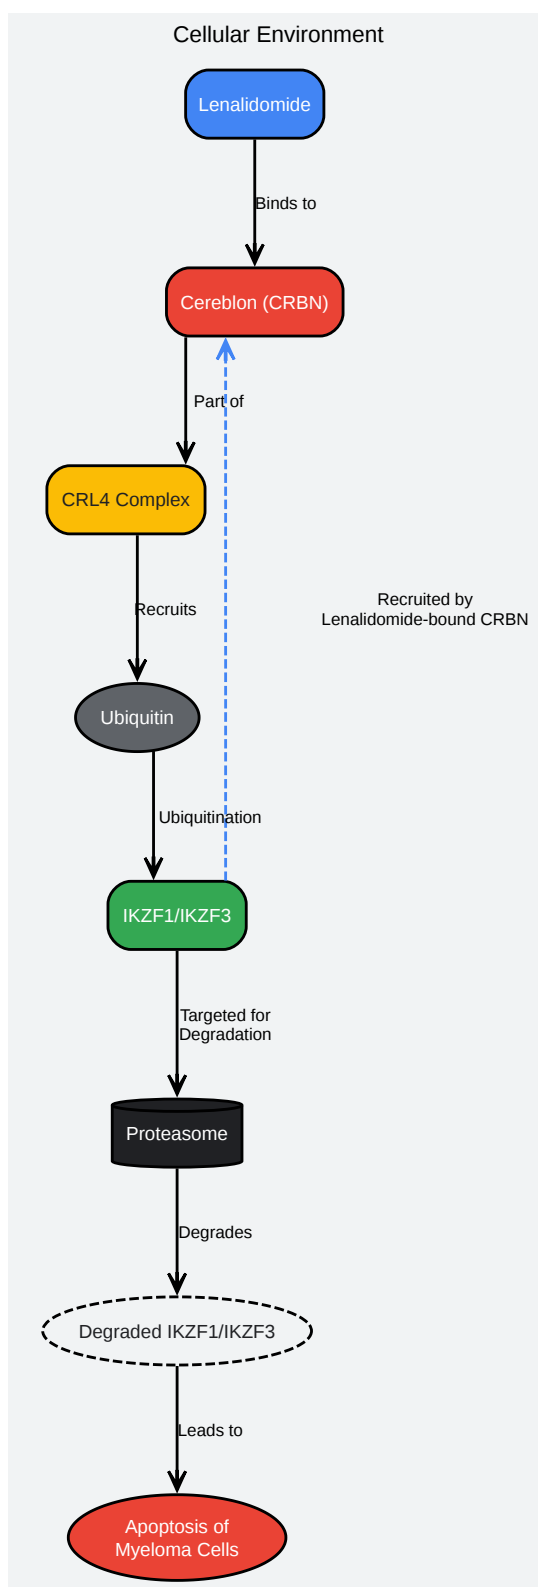 Cellular Environment
Lenalidomide
Binds to
Cereblon (CRBN)
Part of
CRL4 Complex
Recruited by
Lenalidomide-bound CRBN
Recruits
Ubiquitin
Ubiquitination
IKZF1/IKZF3
Targeted for
Degradation
Proteasome
Degrades
Degraded IKZF1/IKZF3
Leads to
Apoptosis of
Myeloma Cells